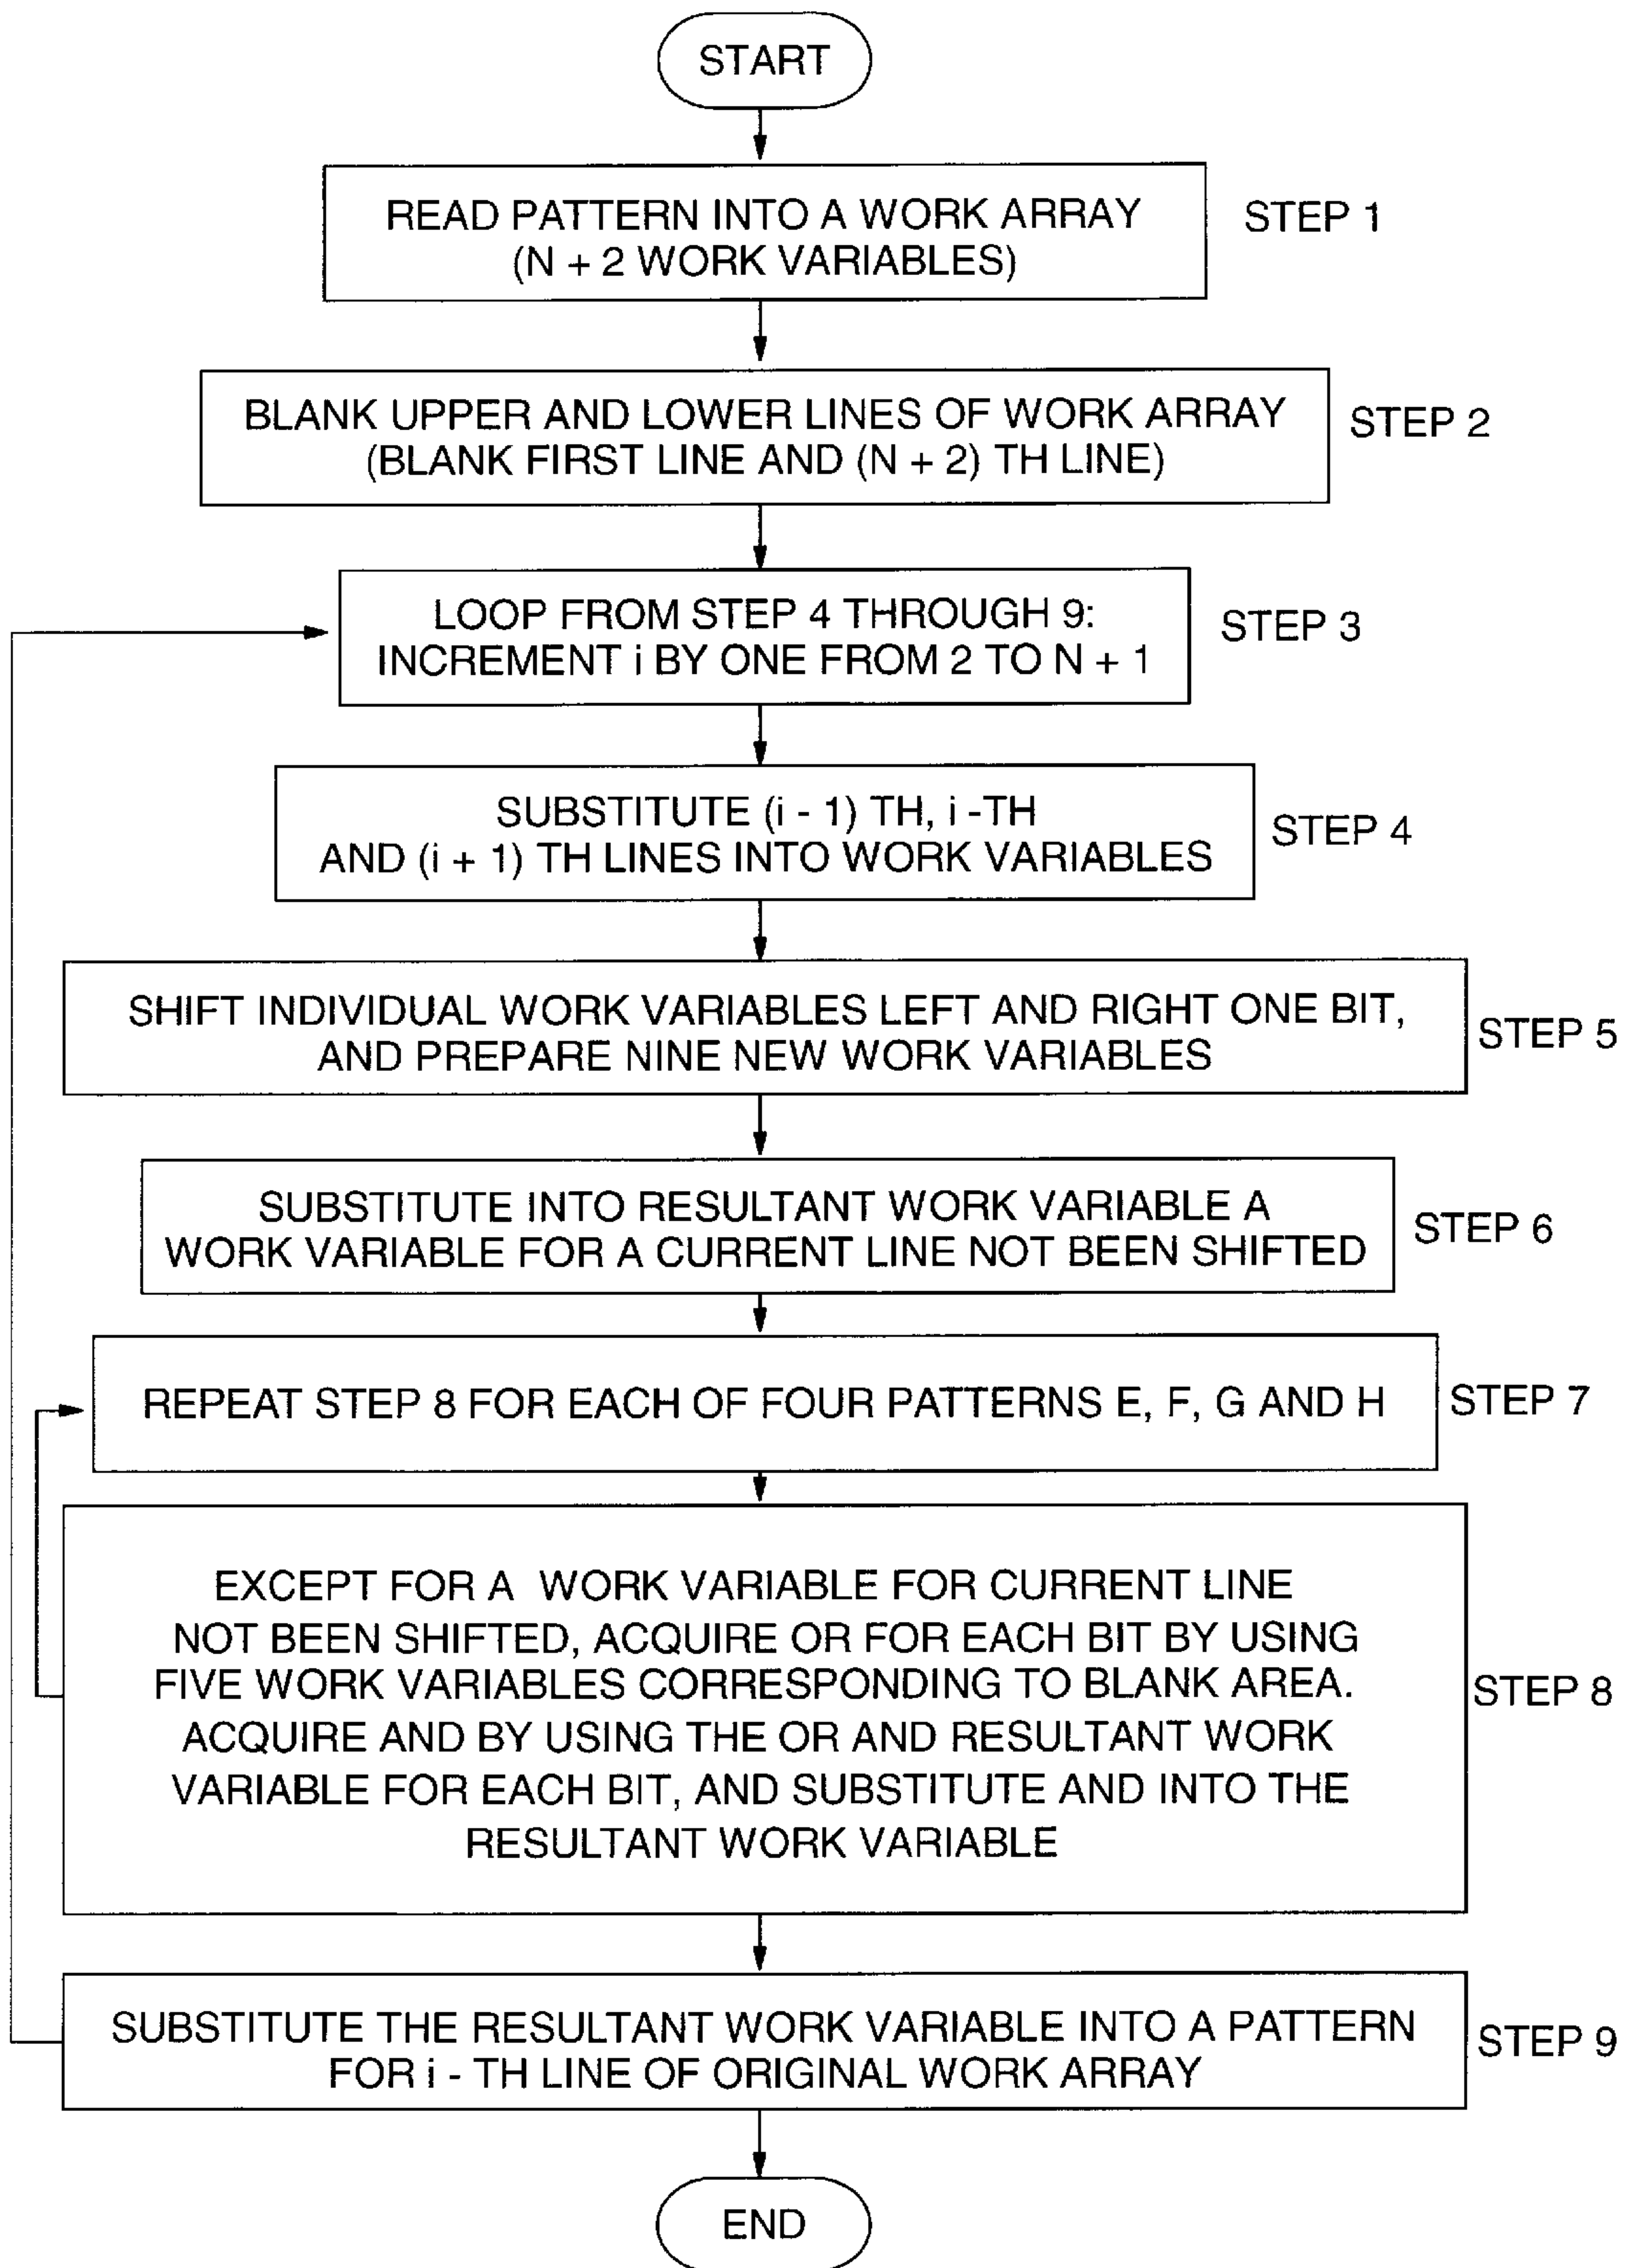 START
READ PATTERN INTO A WORK ARRAY
(N + 2 WORK VARIABLES)
STEP 1
BLANK UPPER AND LOWER LINES OF WORK ARRAY
(BLANK FIRST LINE AND (N + 2) TH LINE)
STEP 2
LOOP FROM STEP 4 THROUGH 9:
INCREMENT i BY ONE FROM 2 TO N + 1
STEP 3
SUBSTITUTE (i - 1) TH, i -TH
AND (i + 1) TH LINES INTO WORK VARIABLES
STEP 4
SHIFT INDIVIDUAL WORK VARIABLES LEFT AND RIGHT ONE BIT,
AND PREPARE NINE NEW WORK VARIABLES
STEP 5
SUBSTITUTE INTO RESULTANT WORK VARIABLE A
WORK VARIABLE FOR A CURRENT LINE NOT BEEN SHIFTED
STEP 6
REPEAT STEP 8 FOR EACH OF FOUR PATTERNS E, F, G AND H
STEP 7
EXCEPT FOR A WORK VARIABLE FOR CURRENT LINE
NOT BEEN SHIFTED, ACQUIRE OR FOR EACH BIT BY USING
FIVE WORK VARIABLES CORRESPONDING TO BLANK AREA.
ACQUIRE AND BY USING THE OR AND RESULTANT WORK
VARIABLE FOR EACH BIT, AND SUBSTITUTE AND INTO THE
RESULTANT WORK VARIABLE
STEP 8
SUBSTITUTE THE RESULTANT WORK VARIABLE INTO A PATTERN
FOR i - TH LINE OF ORIGINAL WORK ARRAY
STEP 9
END